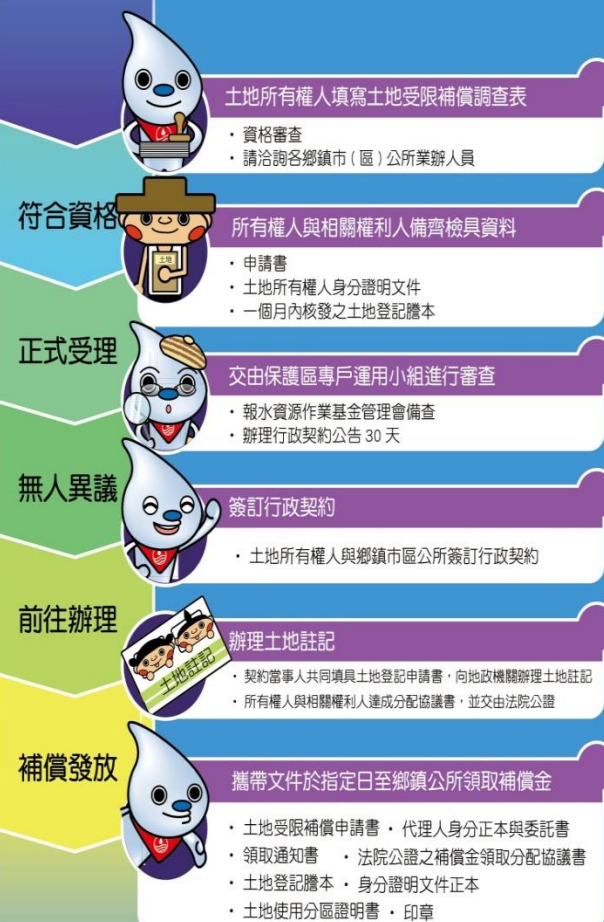 土地所有權人填寫土地受限補償調查表
・資格審查
・請洽詢各鄉鎮市(區)公所業辦人員
符合資格
土地
所有權人與相關權利人備齊檢具資料
・申請書
・土地所有權人身分證明文件
・一個月內核發之土地登記謄本
正式受理
交由保護區專戶運用小組進行審查
・報水資源作業基金管理會備查
・辦理行政契約公告30天
無人異議
簽訂行政契約
・土地所有權人與鄉鎮市區公所簽訂行政契約
前往辦理
土地註記
辦理土地註記
・契約當事人共同填具土地登記申請書,向地政機關辦理土地註記
・所有權人與相關權利人達成分配協議書,並交由法院公證
補償發放
攜帶文件於指定日至鄉鎮公所領取補償金
・土地受限補償申請書・代理人身分正本與委託書
・領取通知書 ・法院公證之補償金領取分配協議書
・土地登記謄本・身分證明文件正本
・土地使用分區證明書・印章